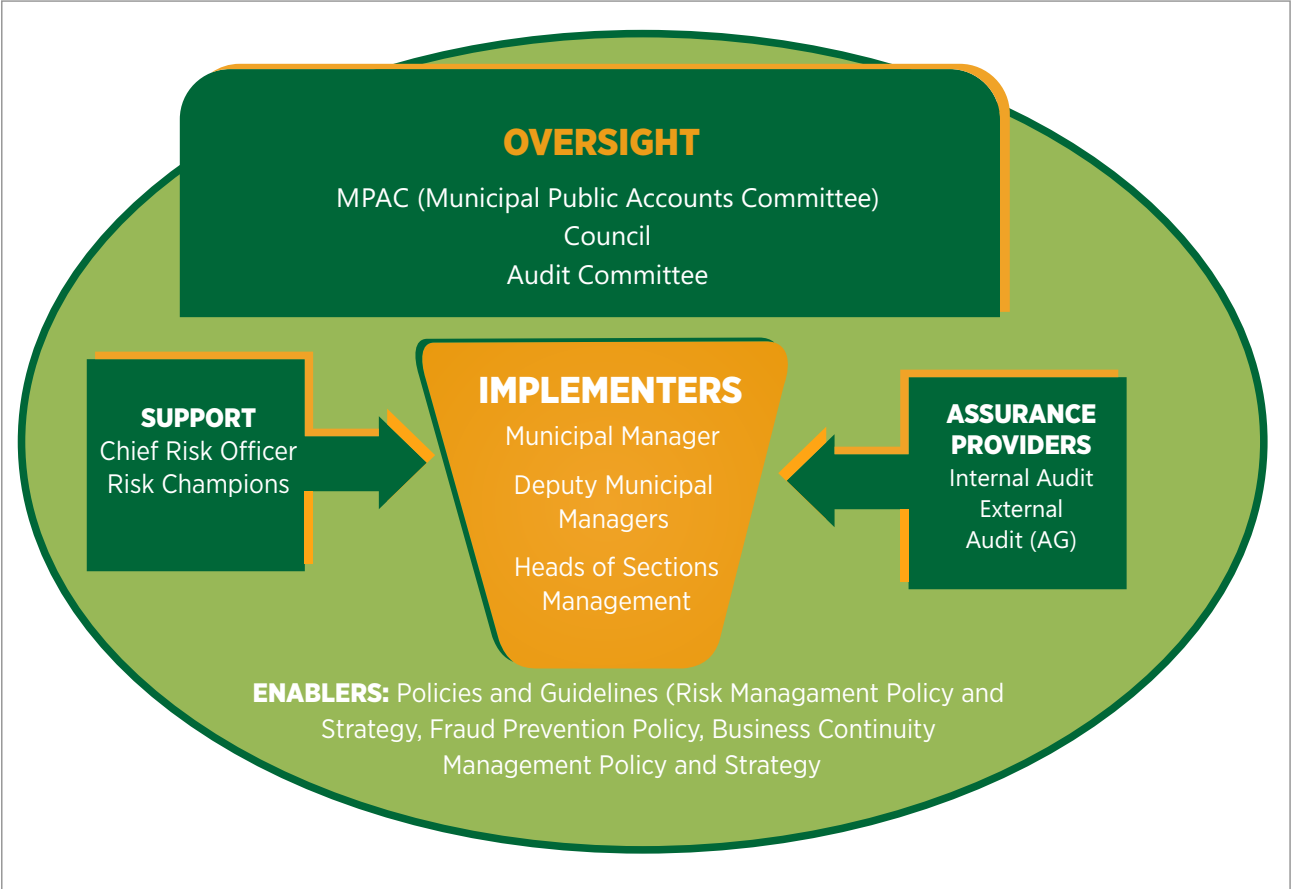 OVERSIGHT
MPAC (Municipal Public Accounts Committee)
Council
Audit Committee
SUPPORT
Chief Risk Officer
Risk Champions
IMPLEMENTERS
Municipal Manager
Deputy Municipal
Managers
Heads of Sections
Management
ASSURANCE
PROVIDERS
Internal Audit
External
Audit (AG)
ENABLERS: Policies and Guidelines (Risk Managament Policy and
Strategy, Fraud Prevention Policy, Business Continuity
Management Policy and Strategy